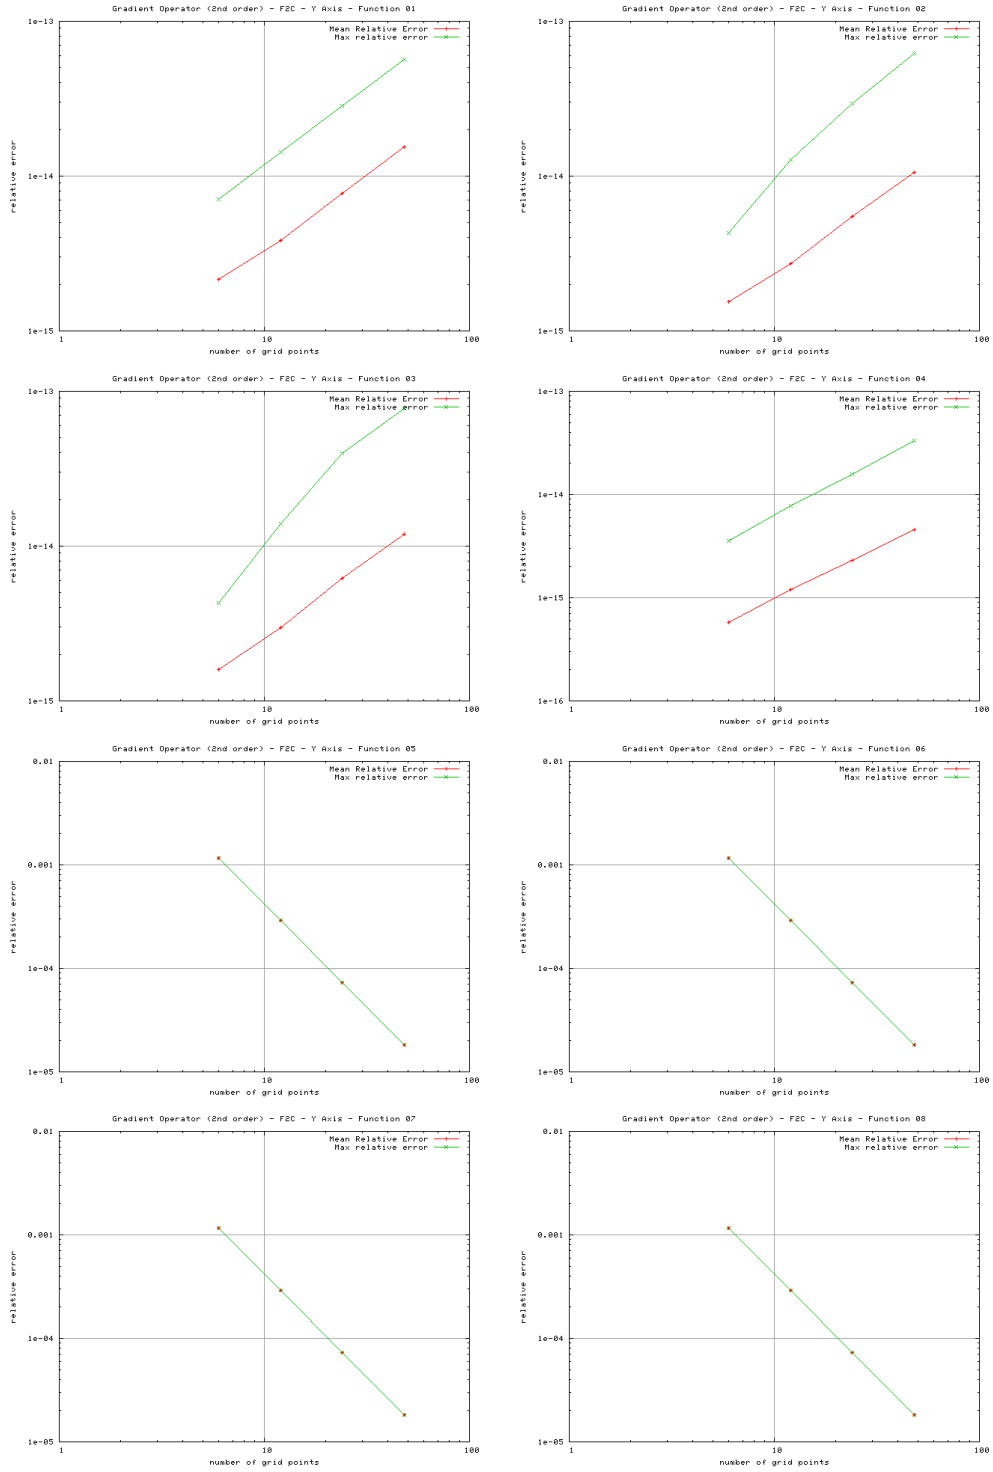 Gradient Operator (2nd order) - F2C - Y Axis - Function 01
1e-13
Mean Relative Error
Max relative error
relative error
1e-14
1e-15
1
10
100
number of grid points
Gradient Operator (2nd order) - F2C - Y Axis - Function 02
1e-13
Mean Relative Error
Max relative error
relative error
1e-14
1e-15
1
10
100
number of grid points
Gradient Operator (2nd order) - F2C - Y Axis - Function 03
1e-13
Mean Relative Error
Max relative error
relative error
1e-14
1e-15
1
10
100
number of grid points
Gradient Operator (2nd order) - F2C - Y Axis - Function 04
1e-13
Mean Relative Error
Max relative error
1e-14
relative error
1e-15
1e-16
1
10
100
number of grid points
Gradient Operator (2nd order) - F2C - Y Axis - Function 05
0.01
Mean Relative Error
Max relative error
0.001
relative error
1e-04
1e-05
1
10
100
number of grid points
Gradient Operator (2nd order) - F2C - Y Axis - Function 06
0.01
Mean Relative Error
Max relative error
0.001
relative error
1e-04
1e-05
1
10
100
number of grid points
Gradient Operator (2nd order) - F2C - Y Axis - Function 07
0.01
Mean Relative Error
Max relative error
0.001
relative error
1e-04
1e-05
1
10
100
number of grid points
Gradient Operator (2nd order) - F2C - Y Axis - Function 08
0.01
Mean Relative Error
Max relative error
0.001
relative error
1e-04
1e-05
1
10
100
number of grid points